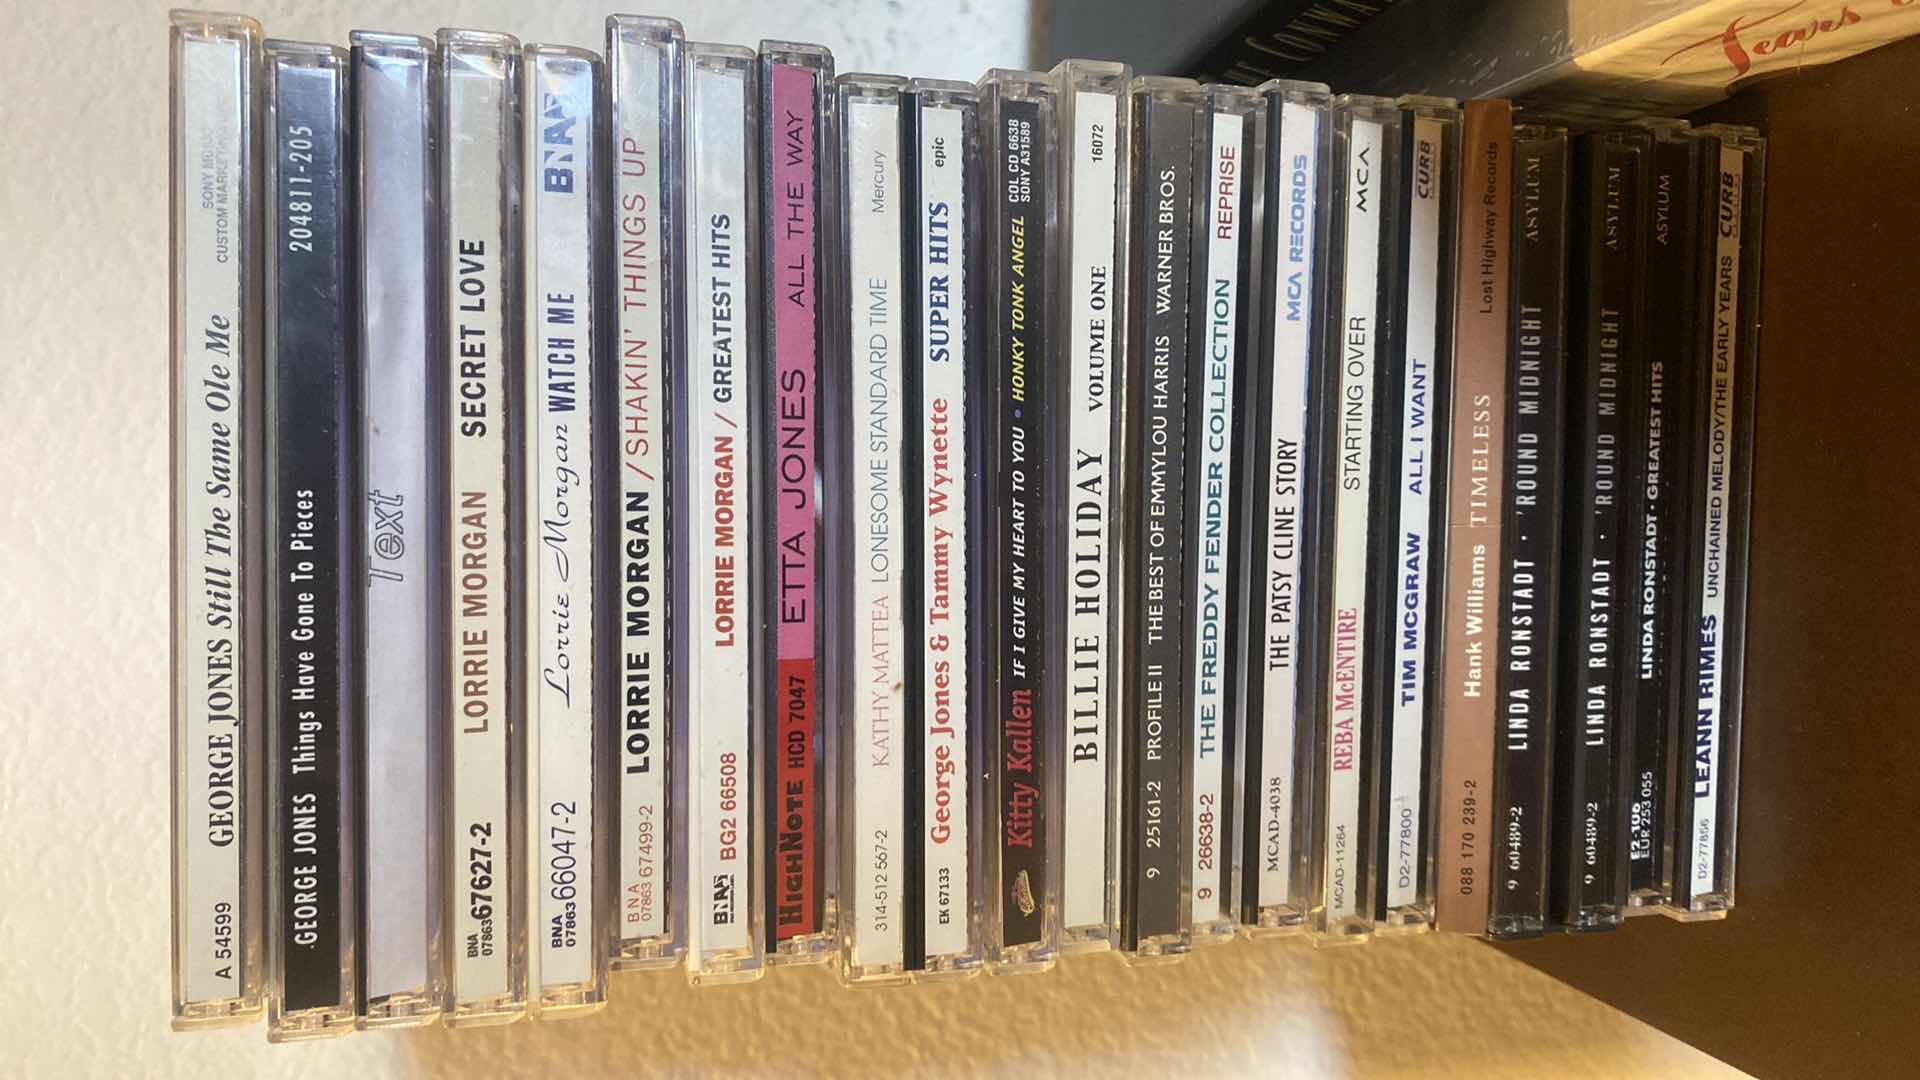 A 54599 GEORGE JONES Still The Same Ole Me SONY MUSIC CUSTOM MARKETING
GEORGE JONES Things Have Gone To Pieces 204811-205
Text
BNA 07863 67627-2 LORRIE MORGAN SECRET LOVE
BNA 07863 66047-2 Lorrie Morgan WATCH ME BNA
BNA 07863 67499-2 LORRIE MORGAN / SHAKIN' THINGS UP
BNA BG2 66508 LORRIE MORGAN / GREATEST HITS
HIGHNOTE HCD 7047 ETTA JONES ALL THE WAY
314-512 567-2 KATHY MATTEA LONESOME STANDARD TIME Mercury
EK 67133 George Jones & Tammy Wynette SUPER HITS epic
Kitty Kallen IF I GIVE MY HEART TO YOU • HONKY TONK ANGEL COL CD 6638 SONY A31589
BILLIE HOLIDAY VOLUME ONE 16072
9 25161-2 PROFILE II THE BEST OF EMMYLOU HARRIS WARNER BROS.
9 26638-2 THE FREDDY FENDER COLLECTION REPRISE
MCAD-4038 THE PATSY CLINE STORY MCA RECORDS
MCAD-11264 REBA McENTIRE STARTING OVER MCA
D2-77800 TIM MCGRAW ALL I WANT CURB
088 170 239-2 Hank Williams TIMELESS Lost Highway Records
9 60489-2 LINDA RONSTADT • 'ROUND MIDNIGHT ASYLUM
9 60489-2 LINDA RONSTADT • 'ROUND MIDNIGHT ASYLUM
E2-106 EUR 253 055 LINDA RONSTADT • GREATEST HITS ASYLUM
D2-77856 LEANN RIMES UNCHAINED MELODY/THE EARLY YEARS CURB
Tears